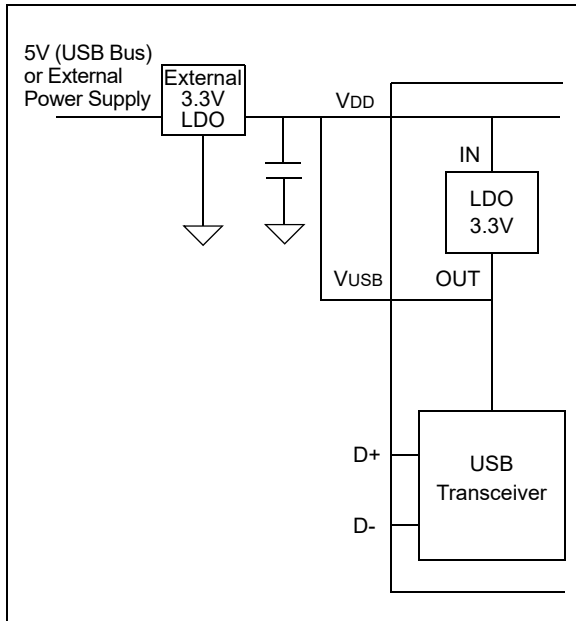 5V (USB Bus)
or External
Power Supply
External
3.3V
LDO
VDD
IN
LDO
3.3V
VUSB
OUT
D+
USB
Transceiver
D-